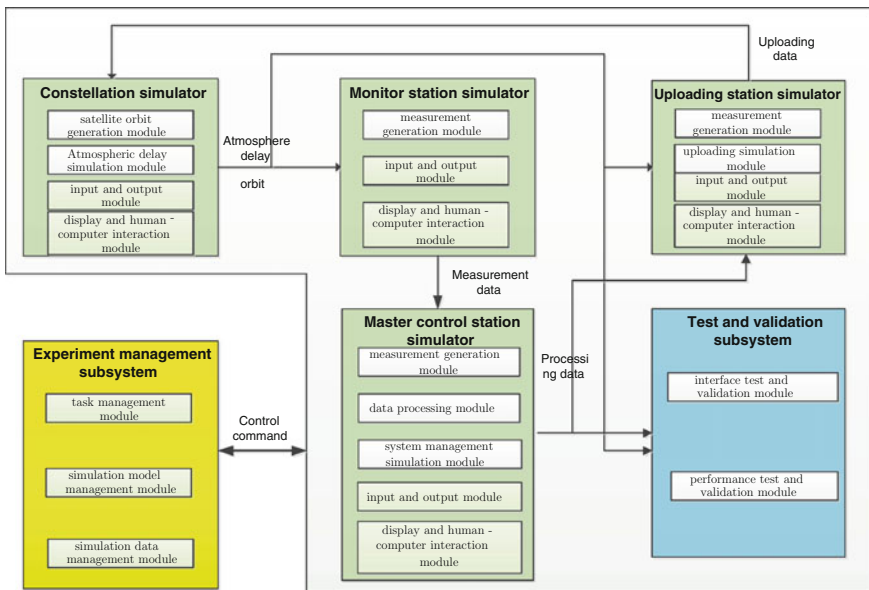 Uploading
data
Constellation simulator
satellite orbit
generation module
Atmospheric delay
simulation module
input and output
module
display and human -
computer interaction
module
Atmosphere
delay
orbit
Monitor station simulator
measurement
generation module
input and output
module
display and human -
computer interaction
module
Uploading station simulator
measurement
generation module
uploading simulation
module
input and output
module
display and human -
computer interaction
module
Measurement
data
Experiment management
subsystem
task management
module
simulation model
management module
simulation data
management module
Control
command
Master control station
simulator
measurement generation
module
data processing module
system management
simulation module
input and output module
display and human -
computer interaction
module
Processi
ng data
Test and validation
subsystem
interface test and
validation module
performance test and
validation module